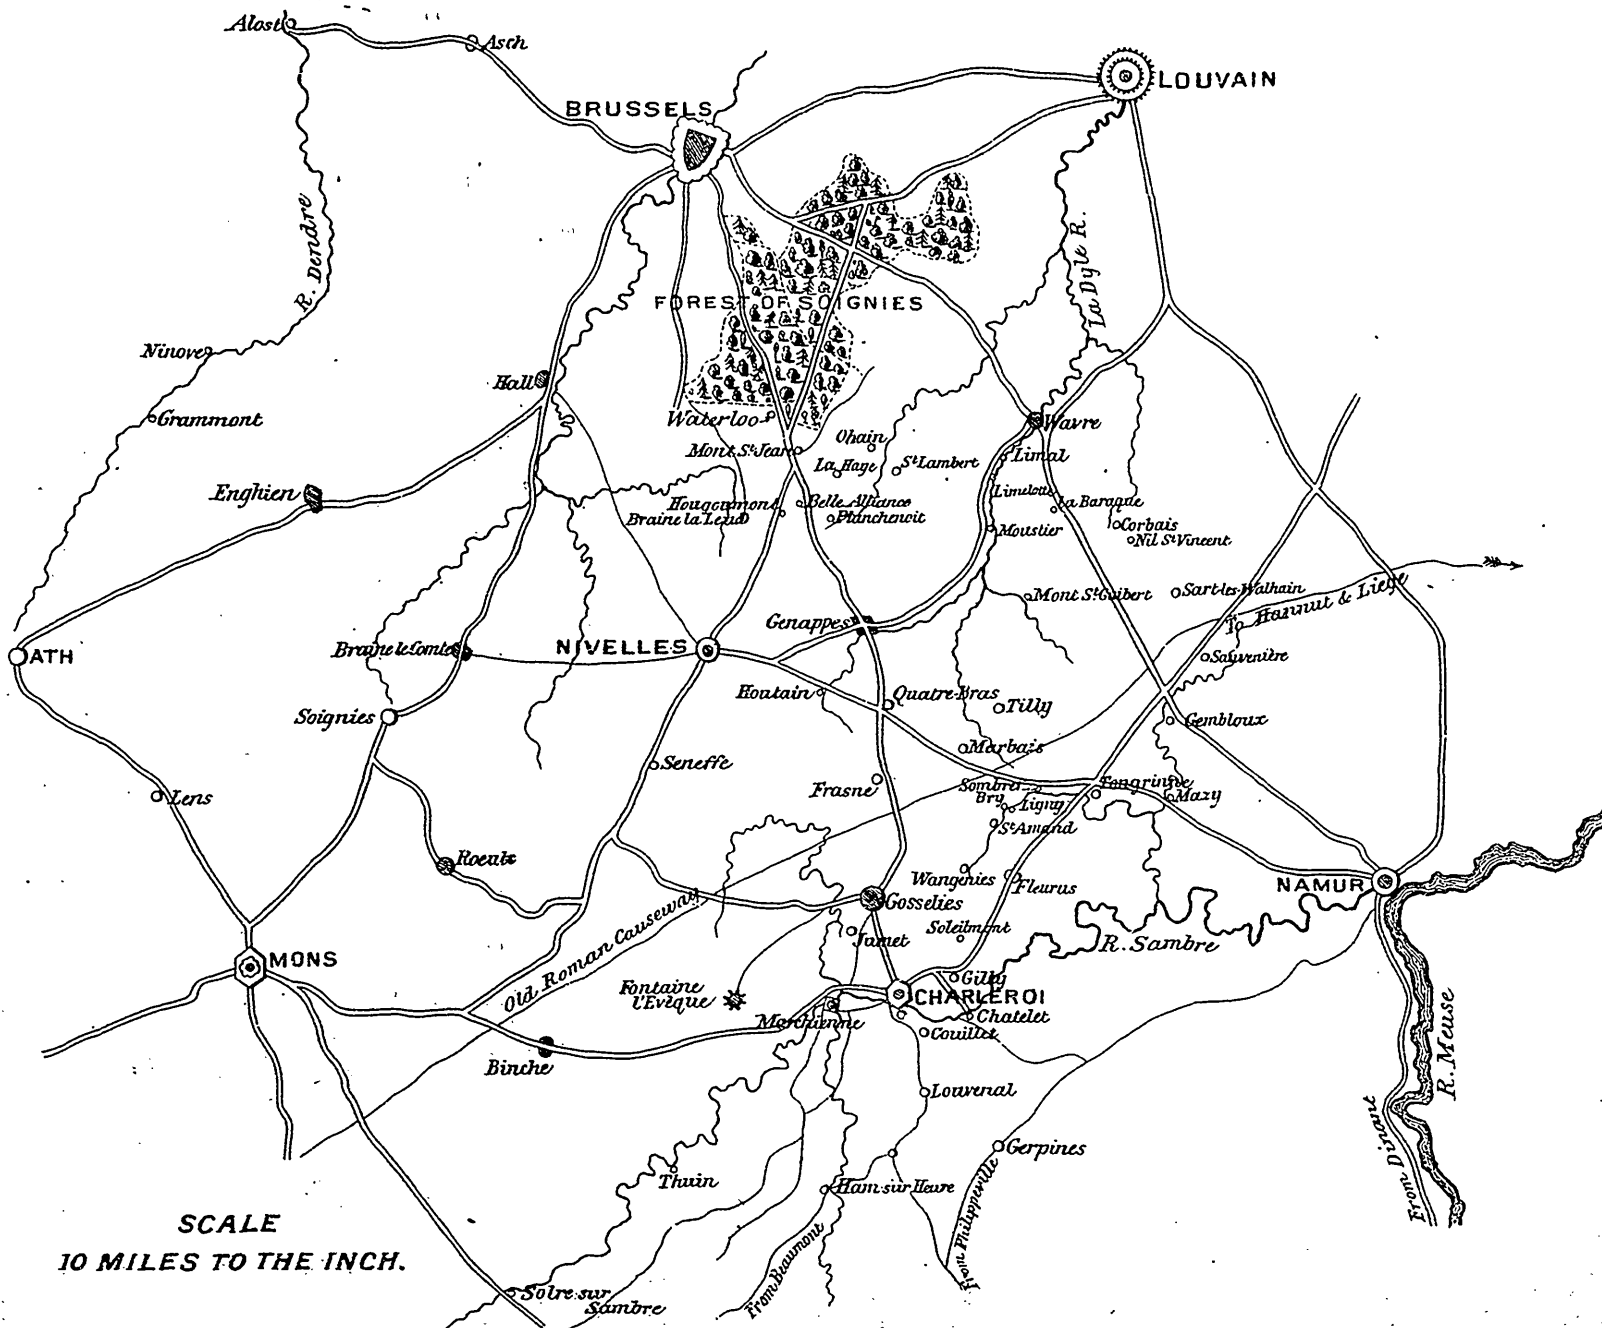 Alost
Asch
BRUSSELS
LOUVAIN
R. Dendre
La Dyle R.
FOREST OF SOIGNIES
Ninove
Hall
Grammont
Waterloo
Wavre
Ohain
Mont St Jean
La Haye
St Lambert
Limal
Enghien
Limelotte
Hougoumont
Belle Alliance
La Baraque
Braine la Leud
Planchenoit
Moustier
Corbais
Nil St Vincent
Mont St Guibert
Sart-les-Walhain
To Hannut & Liege
Genappes
ATH
Braine le Comte
NIVELLES
Sauvenière
Houtain
Quatre-Bras
Tilly
Soignies
Gembloux
Marbais
Seneffe
Frasne
Sombref
Tongrinne
Lens
Bry
Ligny
Mazy
St Amand
Roeulx
Wangenies
Fleurus
NAMUR
Gosselies
Old Roman Causeway
Jumet
Soleilmont
R. Sambre
MONS
Gilly
Fontaine
l'Evêque
CHARLEROI
Marchienne
Chatelet
Couillet
Binche
R. Meuse
Louvenal
From Dinant
Gerpines
Thuin
Ham-sur-Heure
From Philippeville
From Beaumont
SCALE
10 MILES TO THE INCH.
Solre sur
Sambre